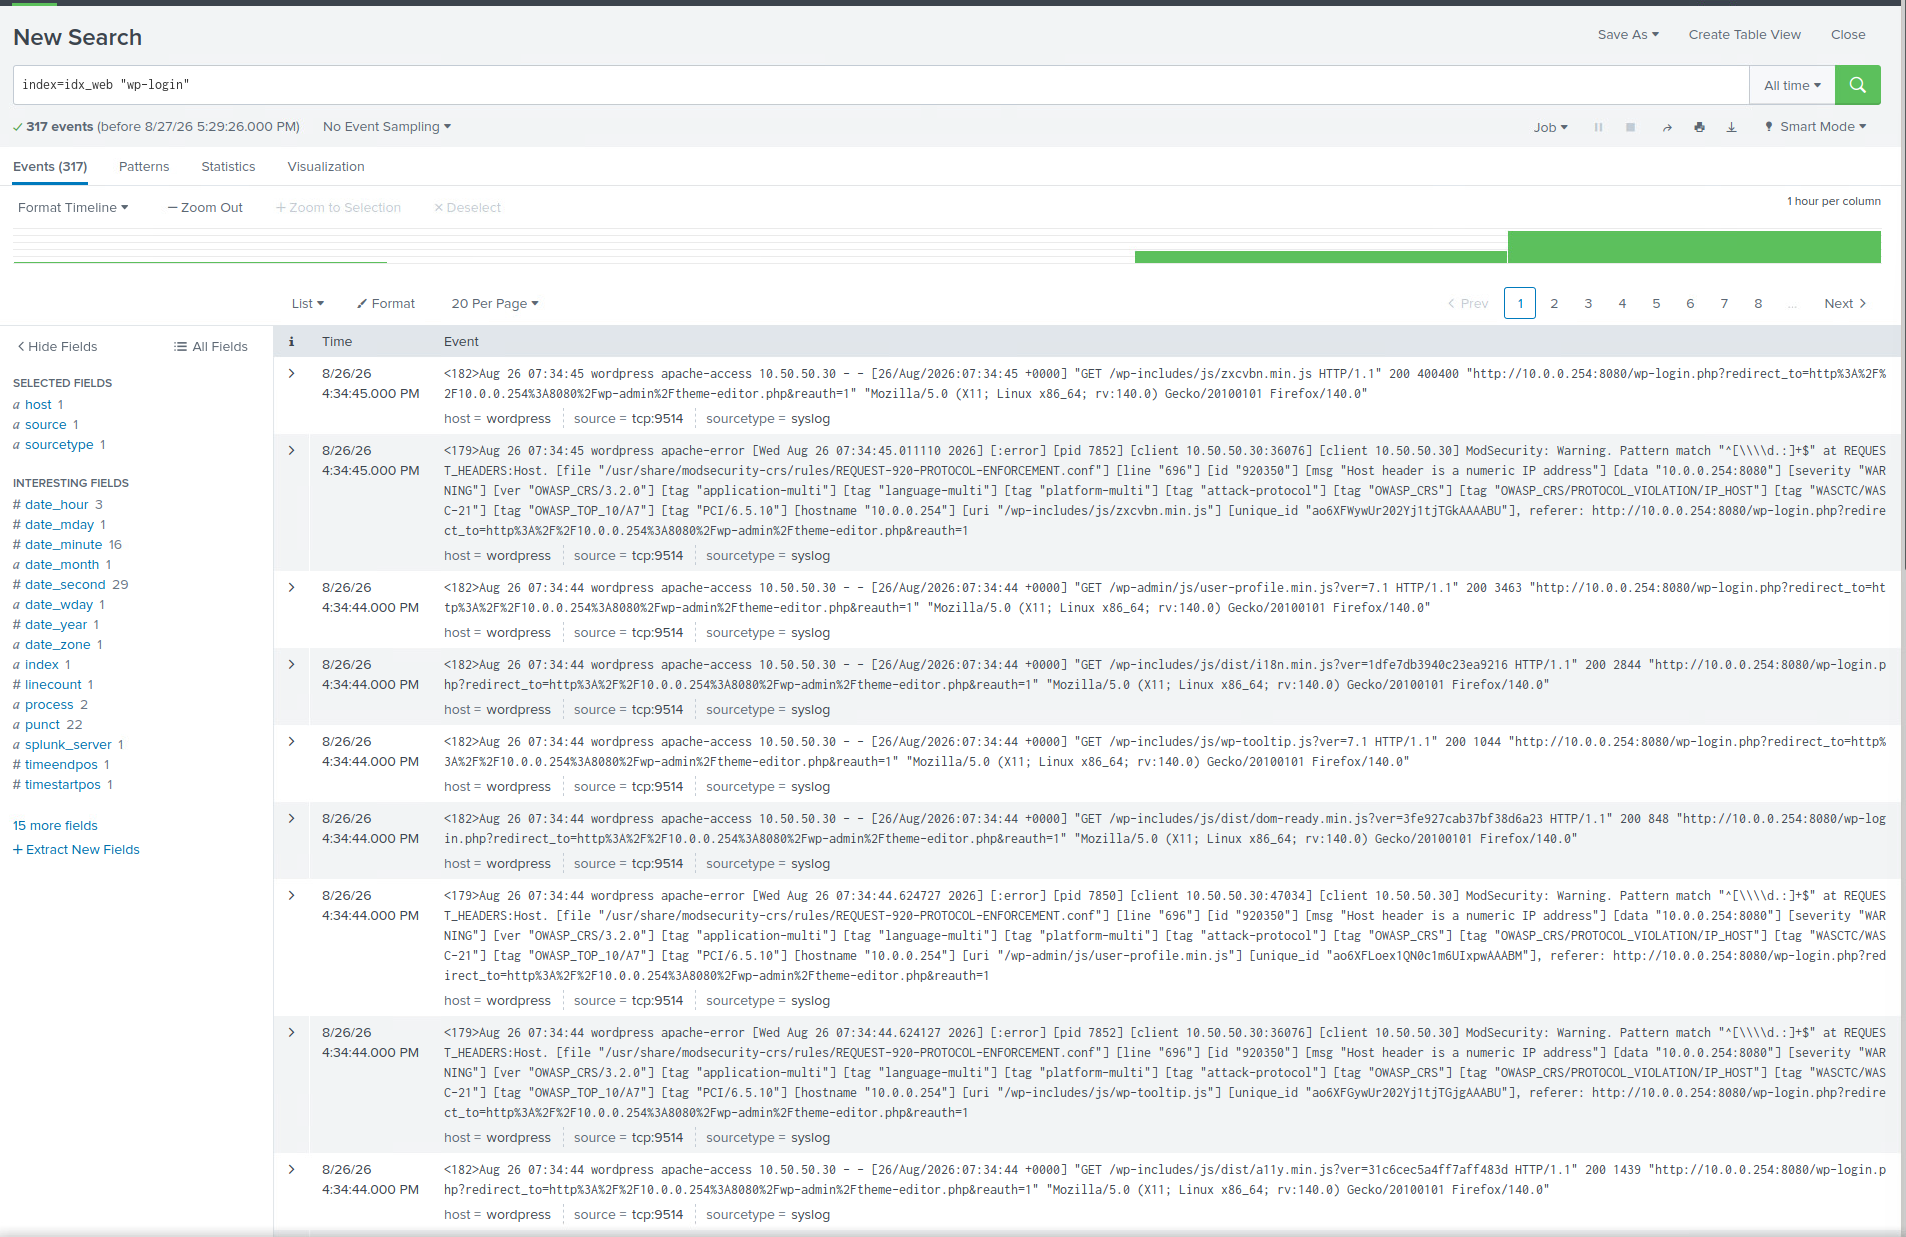 New Search
Save As
Create Table View
Close
index=idx_web "wp-login"
All time
317 events (before 8/27/26 5:29:26.000 PM)
No Event Sampling
Job
Smart Mode
Events (317)
Patterns
Statistics
Visualization
Format Timeline
Zoom Out
Zoom to Selection
Deselect
1 hour per column
List
Format
20 Per Page
Prev
1
2
3
4
5
6
7
8
...
Next
Hide Fields
All Fields
SELECTED FIELDS
a host 1
a source 1
a sourcetype 1
INTERESTING FIELDS
# date_hour 3
# date_mday 1
# date_minute 16
a date_month 1
# date_second 29
a date_wday 1
# date_year 1
a date_zone 1
a index 1
# linecount 1
a process 2
a punct 22
a splunk_server 1
# timeendpos 1
# timestartpos 1
15 more fields
+ Extract New Fields
i
Time
Event
8/26/26
4:34:45.000 PM
<182>Aug 26 07:34:45 wordpress apache-access 10.50.50.30 - - [26/Aug/2026:07:34:45 +0000] "GET /wp-includes/js/zxcvbn.min.js HTTP/1.1" 200 400400 "http://10.0.0.254:8080/wp-login.php?redirect_to=http%3A%2F%
2F10.0.0.254%3A8080%2Fwp-admin%2Ftheme-editor.php&reauth=1" "Mozilla/5.0 (X11; Linux x86_64; rv:140.0) Gecko/20100101 Firefox/140.0"
host = wordpress source = tcp:9514 sourcetype = syslog
8/26/26
4:34:45.000 PM
<179>Aug 26 07:34:45 wordpress apache-error [Wed Aug 26 07:34:45.011110 2026] [:error] [pid 7852] [client 10.50.50.30:36076] [client 10.50.50.30] ModSecurity: Warning. Pattern match "^[\\\\d.:]+$" at REQUES
T_HEADERS:Host. [file "/usr/share/modsecurity-crs/rules/REQUEST-920-PROTOCOL-ENFORCEMENT.conf"] [line "696"] [id "920350"] [msg "Host header is a numeric IP address"] [data "10.0.0.254:8080"] [severity "WAR
NING"] [ver "OWASP_CRS/3.2.0"] [tag "application-multi"] [tag "language-multi"] [tag "platform-multi"] [tag "attack-protocol"] [tag "OWASP_CRS"] [tag "OWASP_CRS/PROTOCOL_VIOLATION/IP_HOST"] [tag "WASCTC/WAS
C-21"] [tag "OWASP_TOP_10/A7"] [tag "PCI/6.5.10"] [hostname "10.0.0.254"] [uri "/wp-includes/js/zxcvbn.min.js"] [unique_id "ao6XFWywUr202Yj1tjTGkAAAABU"], referer: http://10.0.0.254:8080/wp-login.php?redire
ct_to=http%3A%2F%2F10.0.0.254%3A8080%2Fwp-admin%2Ftheme-editor.php&reauth=1
host = wordpress source = tcp:9514 sourcetype = syslog
8/26/26
4:34:44.000 PM
<182>Aug 26 07:34:44 wordpress apache-access 10.50.50.30 - - [26/Aug/2026:07:34:44 +0000] "GET /wp-admin/js/user-profile.min.js?ver=7.1 HTTP/1.1" 200 3463 "http://10.0.0.254:8080/wp-login.php?redirect_to=ht
tp%3A%2F%2F10.0.0.254%3A8080%2Fwp-admin%2Ftheme-editor.php&reauth=1" "Mozilla/5.0 (X11; Linux x86_64; rv:140.0) Gecko/20100101 Firefox/140.0"
host = wordpress source = tcp:9514 sourcetype = syslog
8/26/26
4:34:44.000 PM
<182>Aug 26 07:34:44 wordpress apache-access 10.50.50.30 - - [26/Aug/2026:07:34:44 +0000] "GET /wp-includes/js/dist/i18n.min.js?ver=1dfe7db3940c23ea9216 HTTP/1.1" 200 2844 "http://10.0.0.254:8080/wp-login.p
hp?redirect_to=http%3A%2F%2F10.0.0.254%3A8080%2Fwp-admin%2Ftheme-editor.php&reauth=1" "Mozilla/5.0 (X11; Linux x86_64; rv:140.0) Gecko/20100101 Firefox/140.0"
host = wordpress source = tcp:9514 sourcetype = syslog
8/26/26
4:34:44.000 PM
<182>Aug 26 07:34:44 wordpress apache-access 10.50.50.30 - - [26/Aug/2026:07:34:44 +0000] "GET /wp-includes/js/wp-tooltip.js?ver=7.1 HTTP/1.1" 200 1044 "http://10.0.0.254:8080/wp-login.php?redirect_to=http%
3A%2F%2F10.0.0.254%3A8080%2Fwp-admin%2Ftheme-editor.php&reauth=1" "Mozilla/5.0 (X11; Linux x86_64; rv:140.0) Gecko/20100101 Firefox/140.0"
host = wordpress source = tcp:9514 sourcetype = syslog
8/26/26
4:34:44.000 PM
<182>Aug 26 07:34:44 wordpress apache-access 10.50.50.30 - - [26/Aug/2026:07:34:44 +0000] "GET /wp-includes/js/dist/dom-ready.min.js?ver=3fe927cab37bf38d6a23 HTTP/1.1" 200 848 "http://10.0.0.254:8080/wp-log
in.php?redirect_to=http%3A%2F%2F10.0.0.254%3A8080%2Fwp-admin%2Ftheme-editor.php&reauth=1" "Mozilla/5.0 (X11; Linux x86_64; rv:140.0) Gecko/20100101 Firefox/140.0"
host = wordpress source = tcp:9514 sourcetype = syslog
8/26/26
4:34:44.000 PM
<179>Aug 26 07:34:44 wordpress apache-error [Wed Aug 26 07:34:44.624727 2026] [:error] [pid 7850] [client 10.50.50.30:47034] [client 10.50.50.30] ModSecurity: Warning. Pattern match "^[\\\\d.:]+$" at REQUES
T_HEADERS:Host. [file "/usr/share/modsecurity-crs/rules/REQUEST-920-PROTOCOL-ENFORCEMENT.conf"] [line "696"] [id "920350"] [msg "Host header is a numeric IP address"] [data "10.0.0.254:8080"] [severity "WAR
NING"] [ver "OWASP_CRS/3.2.0"] [tag "application-multi"] [tag "language-multi"] [tag "platform-multi"] [tag "attack-protocol"] [tag "OWASP_CRS"] [tag "OWASP_CRS/PROTOCOL_VIOLATION/IP_HOST"] [tag "WASCTC/WAS
C-21"] [tag "OWASP_TOP_10/A7"] [tag "PCI/6.5.10"] [hostname "10.0.0.254"] [uri "/wp-admin/js/user-profile.min.js"] [unique_id "ao6XFLoex1QN0c1m6UIxpwAAABM"], referer: http://10.0.0.254:8080/wp-login.php?red
irect_to=http%3A%2F%2F10.0.0.254%3A8080%2Fwp-admin%2Ftheme-editor.php&reauth=1
host = wordpress source = tcp:9514 sourcetype = syslog
8/26/26
4:34:44.000 PM
<179>Aug 26 07:34:44 wordpress apache-error [Wed Aug 26 07:34:44.624127 2026] [:error] [pid 7852] [client 10.50.50.30:36076] [client 10.50.50.30] ModSecurity: Warning. Pattern match "^[\\\\d.:]+$" at REQUES
T_HEADERS:Host. [file "/usr/share/modsecurity-crs/rules/REQUEST-920-PROTOCOL-ENFORCEMENT.conf"] [line "696"] [id "920350"] [msg "Host header is a numeric IP address"] [data "10.0.0.254:8080"] [severity "WAR
NING"] [ver "OWASP_CRS/3.2.0"] [tag "application-multi"] [tag "language-multi"] [tag "platform-multi"] [tag "attack-protocol"] [tag "OWASP_CRS"] [tag "OWASP_CRS/PROTOCOL_VIOLATION/IP_HOST"] [tag "WASCTC/WAS
C-21"] [tag "OWASP_TOP_10/A7"] [tag "PCI/6.5.10"] [hostname "10.0.0.254"] [uri "/wp-includes/js/wp-tooltip.js"] [unique_id "ao6XFGywUr202Yj1tjTGjgAAABU"], referer: http://10.0.0.254:8080/wp-login.php?redire
ct_to=http%3A%2F%2F10.0.0.254%3A8080%2Fwp-admin%2Ftheme-editor.php&reauth=1
host = wordpress source = tcp:9514 sourcetype = syslog
8/26/26
4:34:44.000 PM
<182>Aug 26 07:34:44 wordpress apache-access 10.50.50.30 - - [26/Aug/2026:07:34:44 +0000] "GET /wp-includes/js/dist/a11y.min.js?ver=31c6cec5a4ff7aff483d HTTP/1.1" 200 1439 "http://10.0.0.254:8080/wp-login.p
hp?redirect_to=http%3A%2F%2F10.0.0.254%3A8080%2Fwp-admin%2Ftheme-editor.php&reauth=1" "Mozilla/5.0 (X11; Linux x86_64; rv:140.0) Gecko/20100101 Firefox/140.0"
host = wordpress source = tcp:9514 sourcetype = syslog